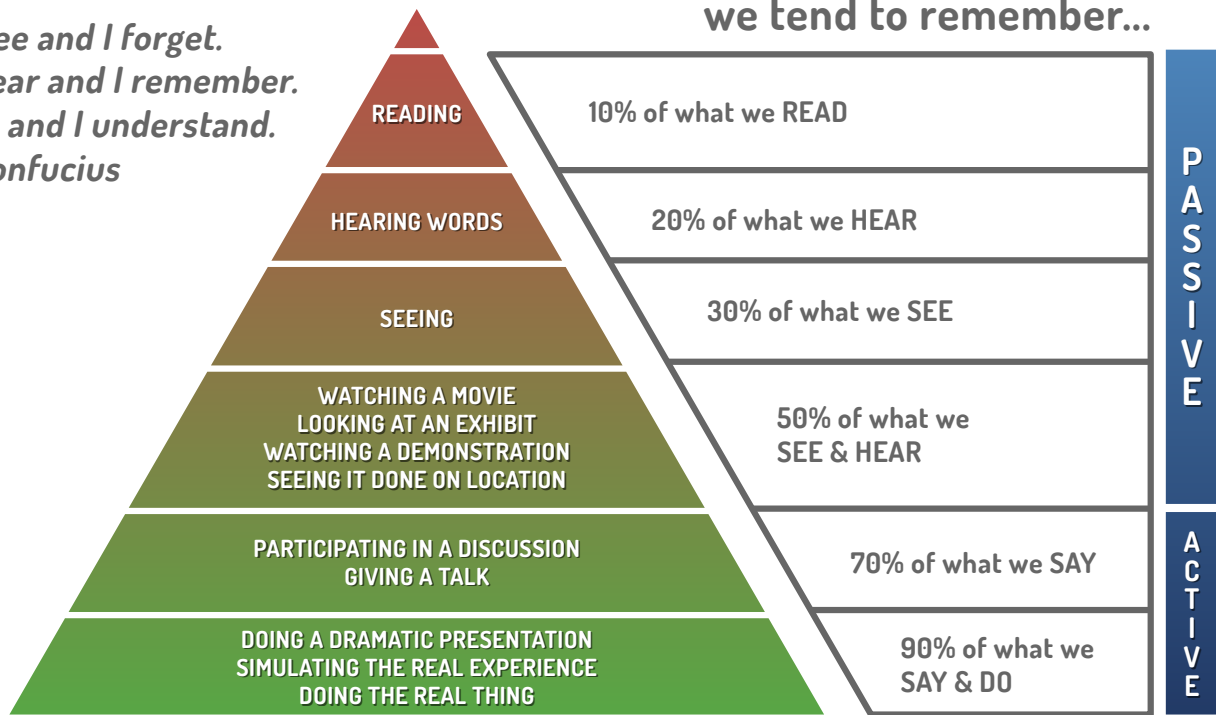 ee and I forget.
ear and I remember.
and I understand.
onfucius
we tend to remember...
READING
10% of what we READ
HEARING WORDS
20% of what we HEAR
SEEING
30% of what we SEE
WATCHING A MOVIE
LOOKING AT AN EXHIBIT
WATCHING A DEMONSTRATION
SEEING IT DONE ON LOCATION
50% of what we
SEE & HEAR
PARTICIPATING IN A DISCUSSION
GIVING A TALK
70% of what we SAY
DOING A DRAMATIC PRESENTATION
SIMULATING THE REAL EXPERIENCE
DOING THE REAL THING
90% of what we
SAY & DO
PASSIVE
ACTIVE